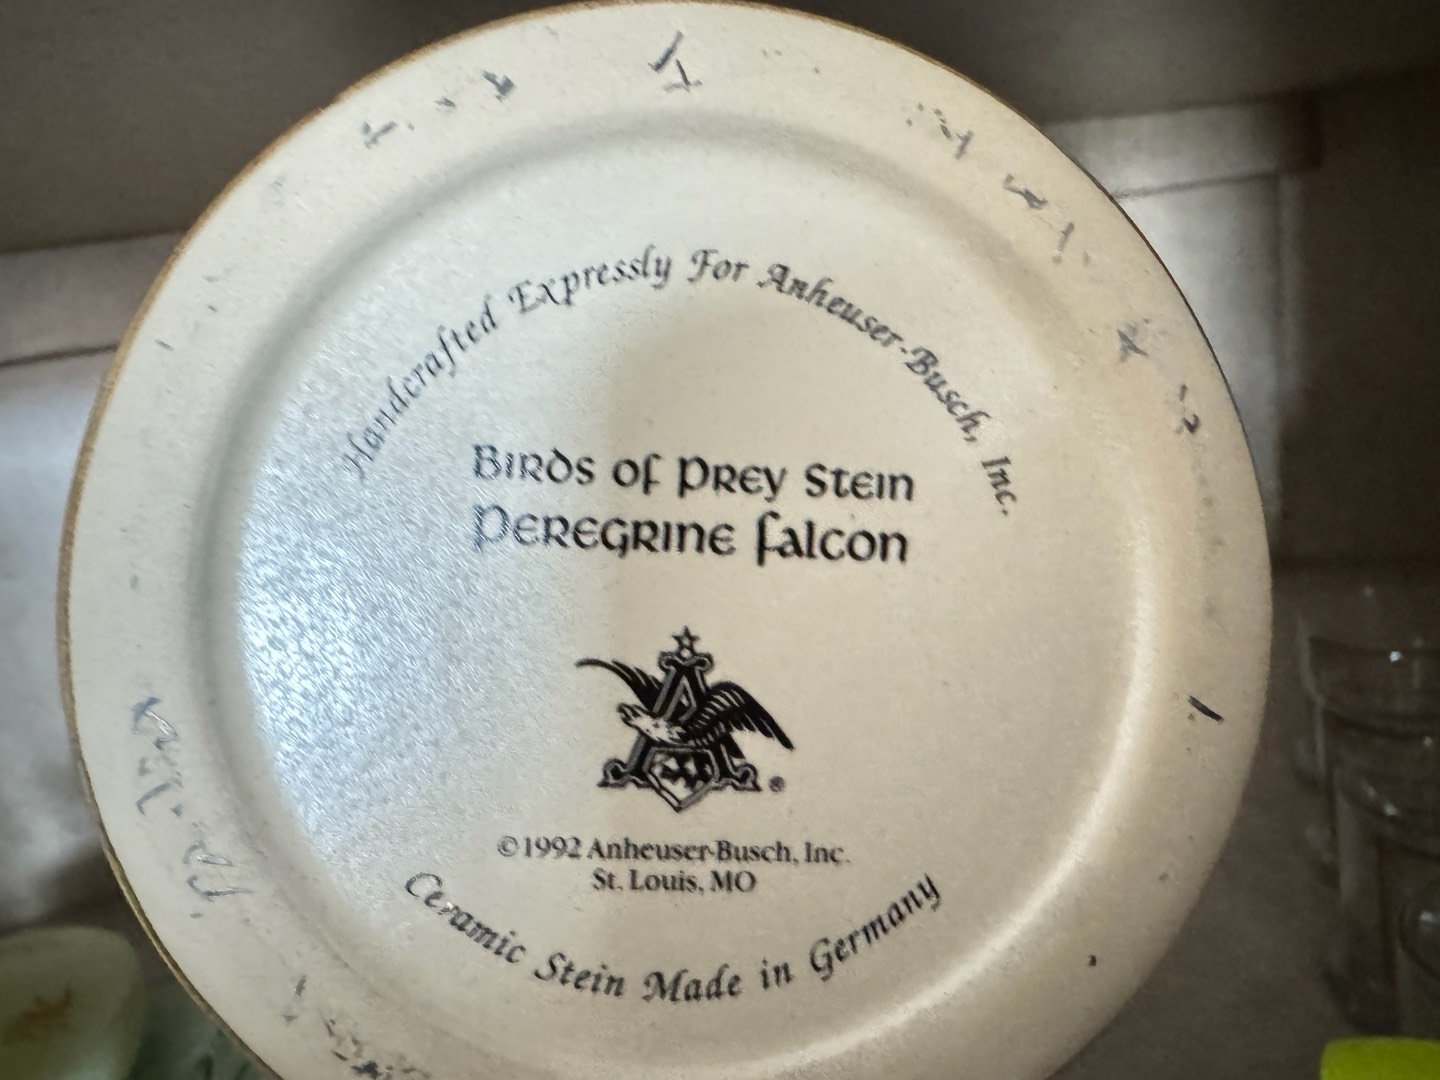 Handcrafted Expressly For Anheuser-Busch, Inc.
Birds of Prey Stein
Peregrine Falcon
A
®
©1992 Anheuser-Busch, Inc.
St. Louis, MO
Ceramic Stein Made in Germany